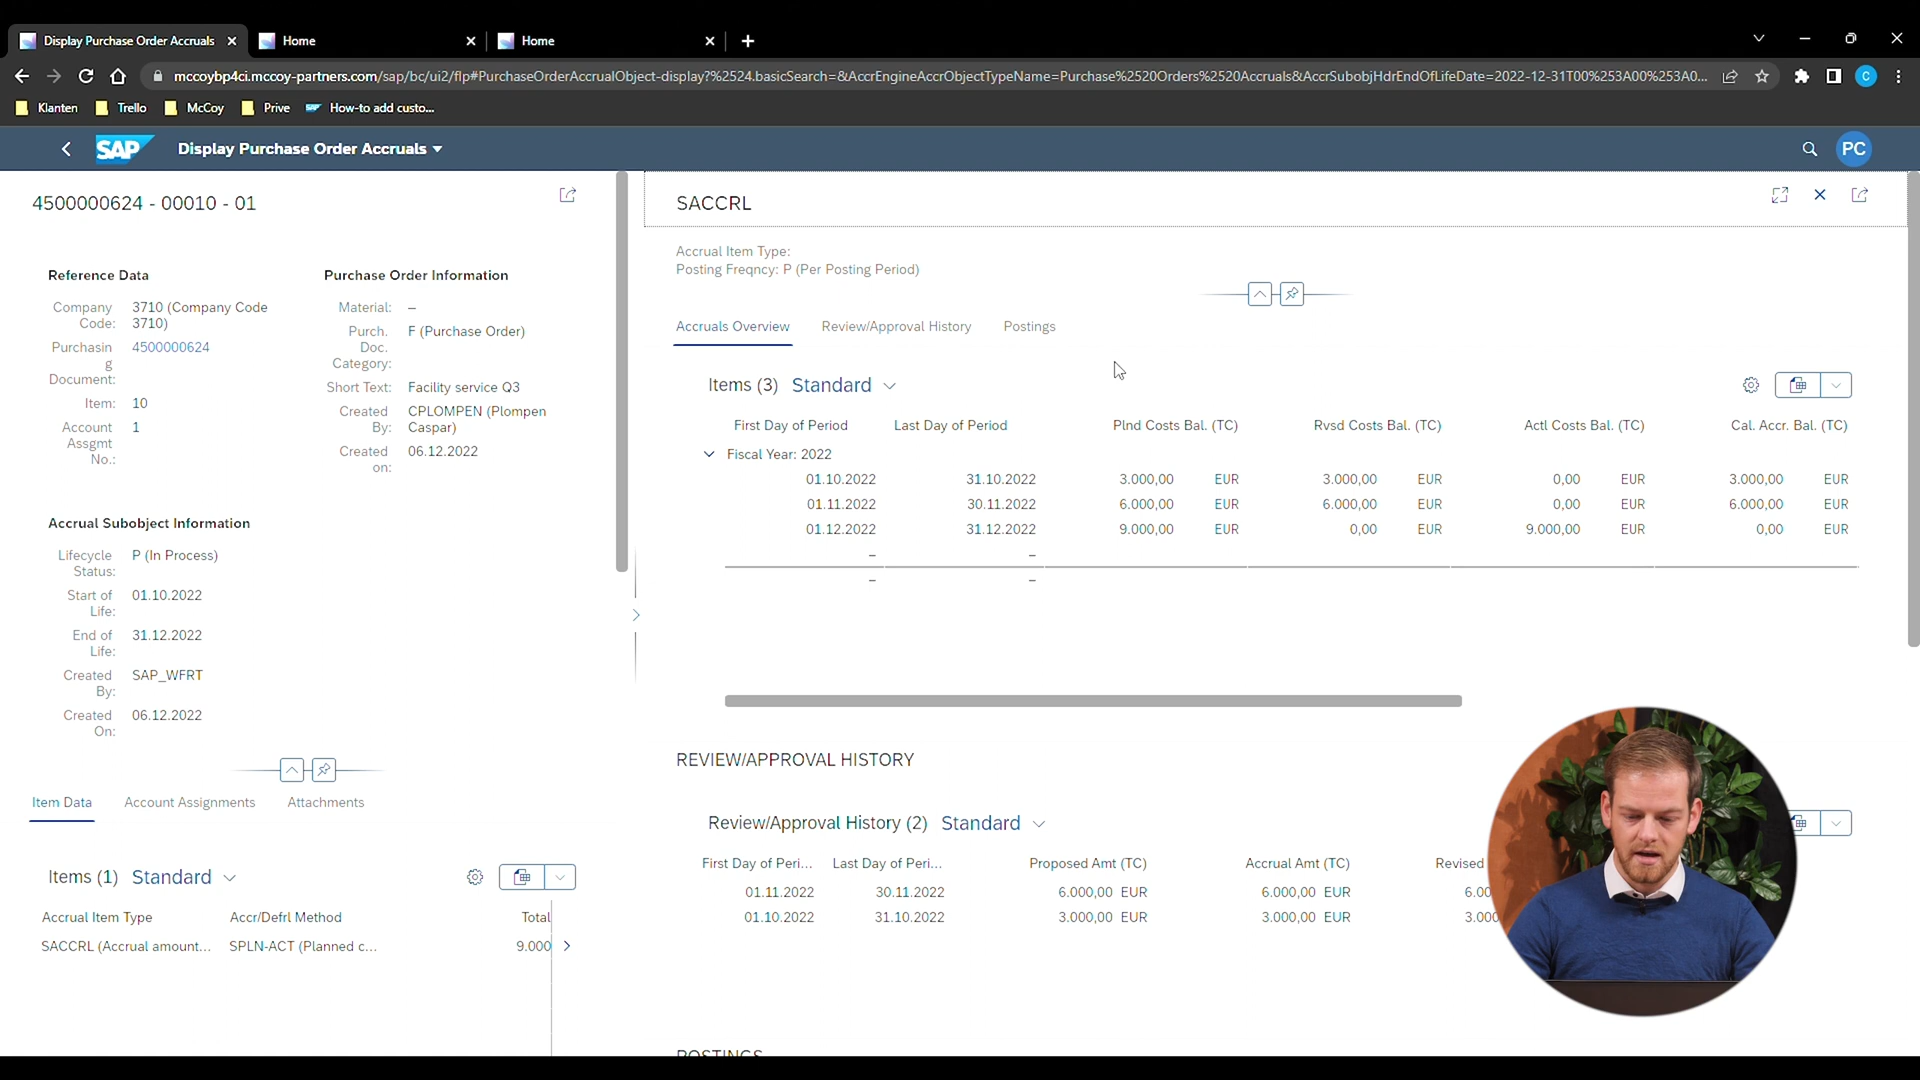 Display Purchase Order Accruals
Home
Home
mccoybp4ci.mccoy-partners.com/sap/bc/ui2/flp#PurchaseOrderAccrualObject-display?%2524.basicSearch=&AccrEngineAccrObjectTypeName=Purchase%2520Orders%2520Accruals&AccrSubobjHdrEndOfLifeDate=2022-12-31T00%253A00%253A0...
C
Klanten
Trello
McCoy
Prive
How-to add custo...
SAP
Display Purchase Order Accruals
PC
4500000624 - 00010 - 01
Reference Data
Company Code: 3710 (Company Code 3710)
Purchasing Document: 4500000624
Item: 10
Account Assgmt No.: 1
Purchase Order Information
Material: –
Purch. Doc. Category: F (Purchase Order)
Short Text: Facility service Q3
Created By: CPLOMPEN (Plompen Caspar)
Created on: 06.12.2022
Accrual Subobject Information
Lifecycle Status: P (In Process)
Start of Life: 01.10.2022
End of Life: 31.12.2022
Created By: SAP_WFRT
Created On: 06.12.2022
Item Data Account Assignments Attachments
Items (1) Standard
Accrual Item Type Accr/Defrl Method Total
SACCRL (Accrual amount... SPLN-ACT (Planned c... 9.000
SACCRL
Accrual Item Type:
Posting Freqncy: P (Per Posting Period)
Accruals Overview Review/Approval History Postings
Items (3) Standard
First Day of Period Last Day of Period Plnd Costs Bal. (TC) Rvsd Costs Bal. (TC) Actl Costs Bal. (TC) Cal. Accr. Bal. (TC)
Fiscal Year: 2022
01.10.2022 31.10.2022 3.000,00 EUR 3.000,00 EUR 0,00 EUR 3.000,00 EUR
01.11.2022 30.11.2022 6.000,00 EUR 6.000,00 EUR 0,00 EUR 6.000,00 EUR
01.12.2022 31.12.2022 9.000,00 EUR 0,00 EUR 9.000,00 EUR 0,00 EUR
– –
– –
REVIEW/APPROVAL HISTORY
Review/Approval History (2) Standard
First Day of Peri... Last Day of Peri... Proposed Amt (TC) Accrual Amt (TC) Revised
01.11.2022 30.11.2022 6.000,00 EUR 6.000,00 EUR 6.00
01.10.2022 31.10.2022 3.000,00 EUR 3.000,00 EUR 3.000
POSTINGS